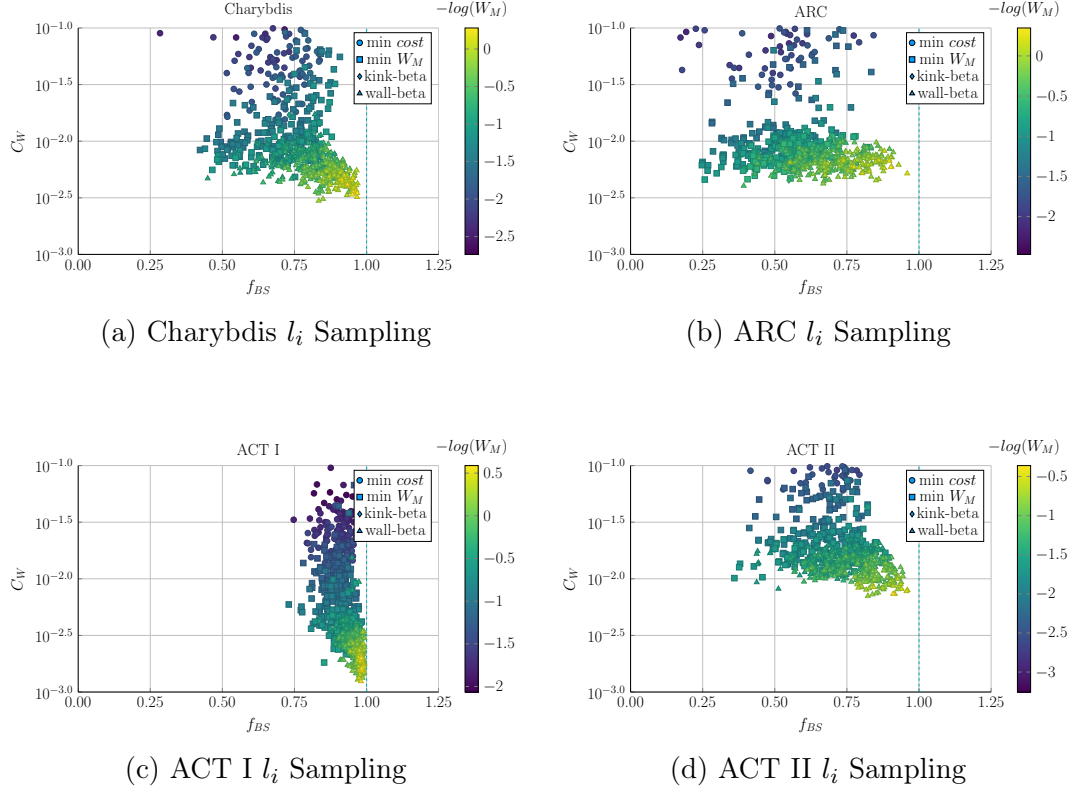 Charybdis
−log(W_M)
10^−1.0
10^−1.5
10^−2.0
10^−2.5
10^−3.0
C_W
0.00 0.25 0.50 0.75 1.00 1.25
f_BS
min cost
min W_M
kink-beta
wall-beta
0
−0.5
−1
−1.5
−2
−2.5
(a) Charybdis l_i Sampling
ARC
−log(W_M)
10^−1.0
10^−1.5
10^−2.0
10^−2.5
10^−3.0
C_W
0.00 0.25 0.50 0.75 1.00 1.25
f_BS
min cost
min W_M
kink-beta
wall-beta
0
−0.5
−1
−1.5
−2
(b) ARC l_i Sampling
ACT I
−log(W_M)
10^−1.0
10^−1.5
10^−2.0
10^−2.5
10^−3.0
C_W
0.00 0.25 0.50 0.75 1.00 1.25
f_BS
min cost
min W_M
kink-beta
wall-beta
0.5
0
−0.5
−1
−1.5
−2
(c) ACT I l_i Sampling
ACT II
−log(W_M)
10^−1.0
10^−1.5
10^−2.0
10^−2.5
10^−3.0
C_W
0.00 0.25 0.50 0.75 1.00 1.25
f_BS
min cost
min W_M
kink-beta
wall-beta
−0.5
−1
−1.5
−2
−2.5
−3
(d) ACT II l_i Sampling